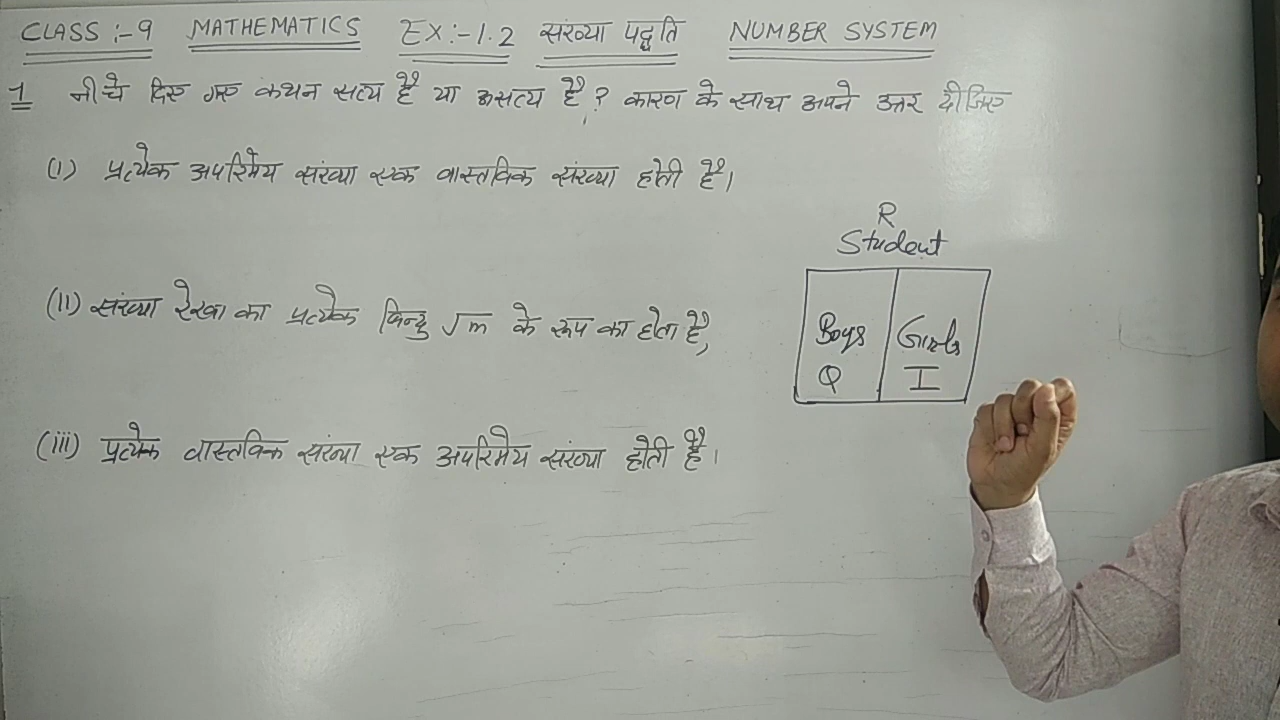 CLASS :- 9 MATHEMATICS EX:- 1.2 संख्या पद्धति NUMBER SYSTEM
1 नीचे दिए गए कथन सत्य है या असत्य है ? कारण के साथ अपने उत्तर दीजिए
(i) प्रत्येक अपरिमेय संख्या एक वास्तविक संख्या होती है।
R
Student
(II) संख्या रेखा का प्रत्येक बिन्दु √m के रूप का होता है,
Boys Girls
Q I
(iii) प्रत्येक वास्तविक संख्या एक अपरिमेय संख्या होती है।